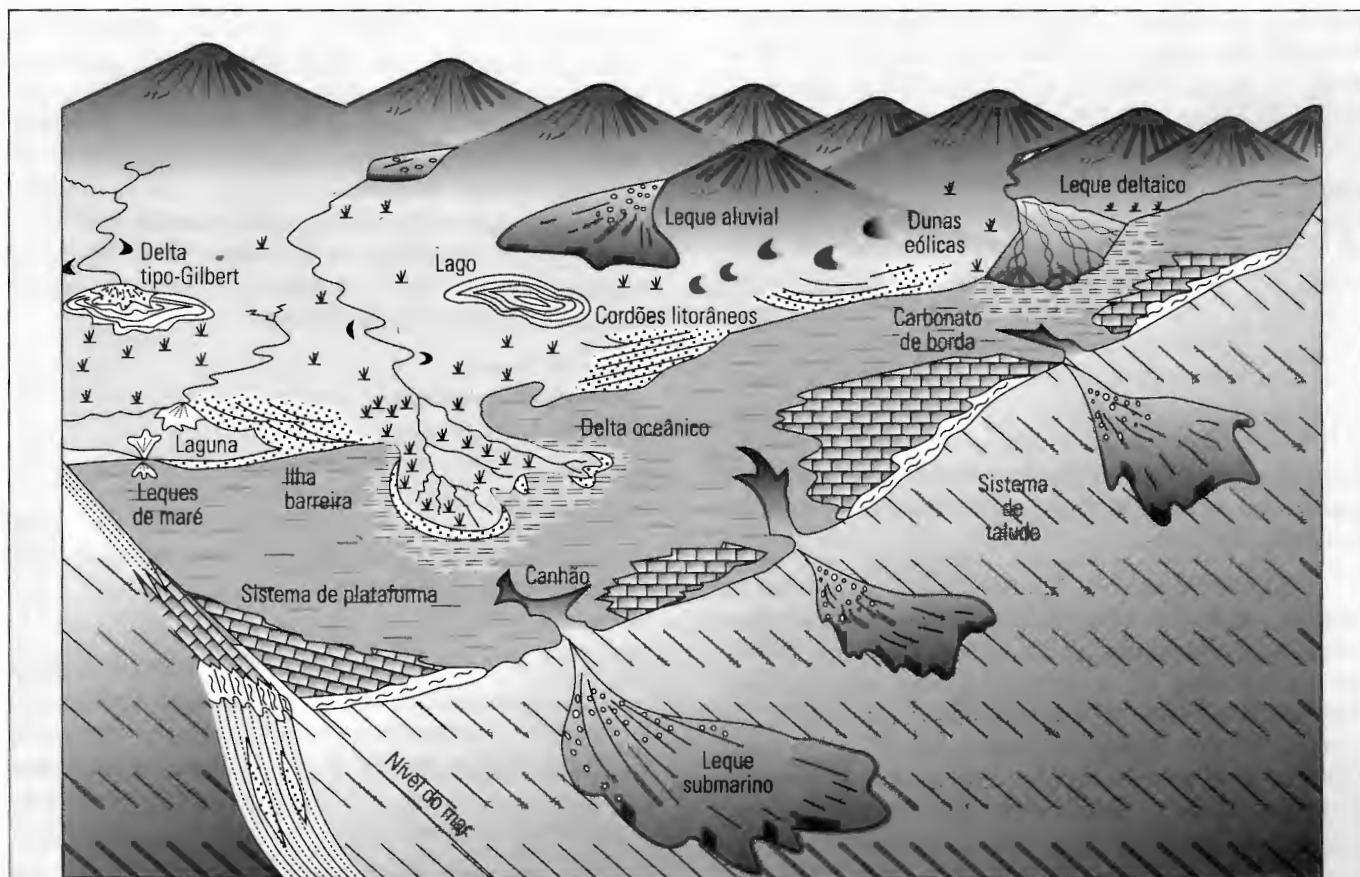 Leque deltaico
Leque aluvial
Dunas
eólicas
Delta
tipo-Gilbert
Lago
Cordões litorâneos
Carbonato
de borda
Laguna
Delta oceânico
Ilha
barreira
Leques
de maré
Sistema
de
talude
Canhão
Sistema de plataforma
Nível do mar
Leque
submarino